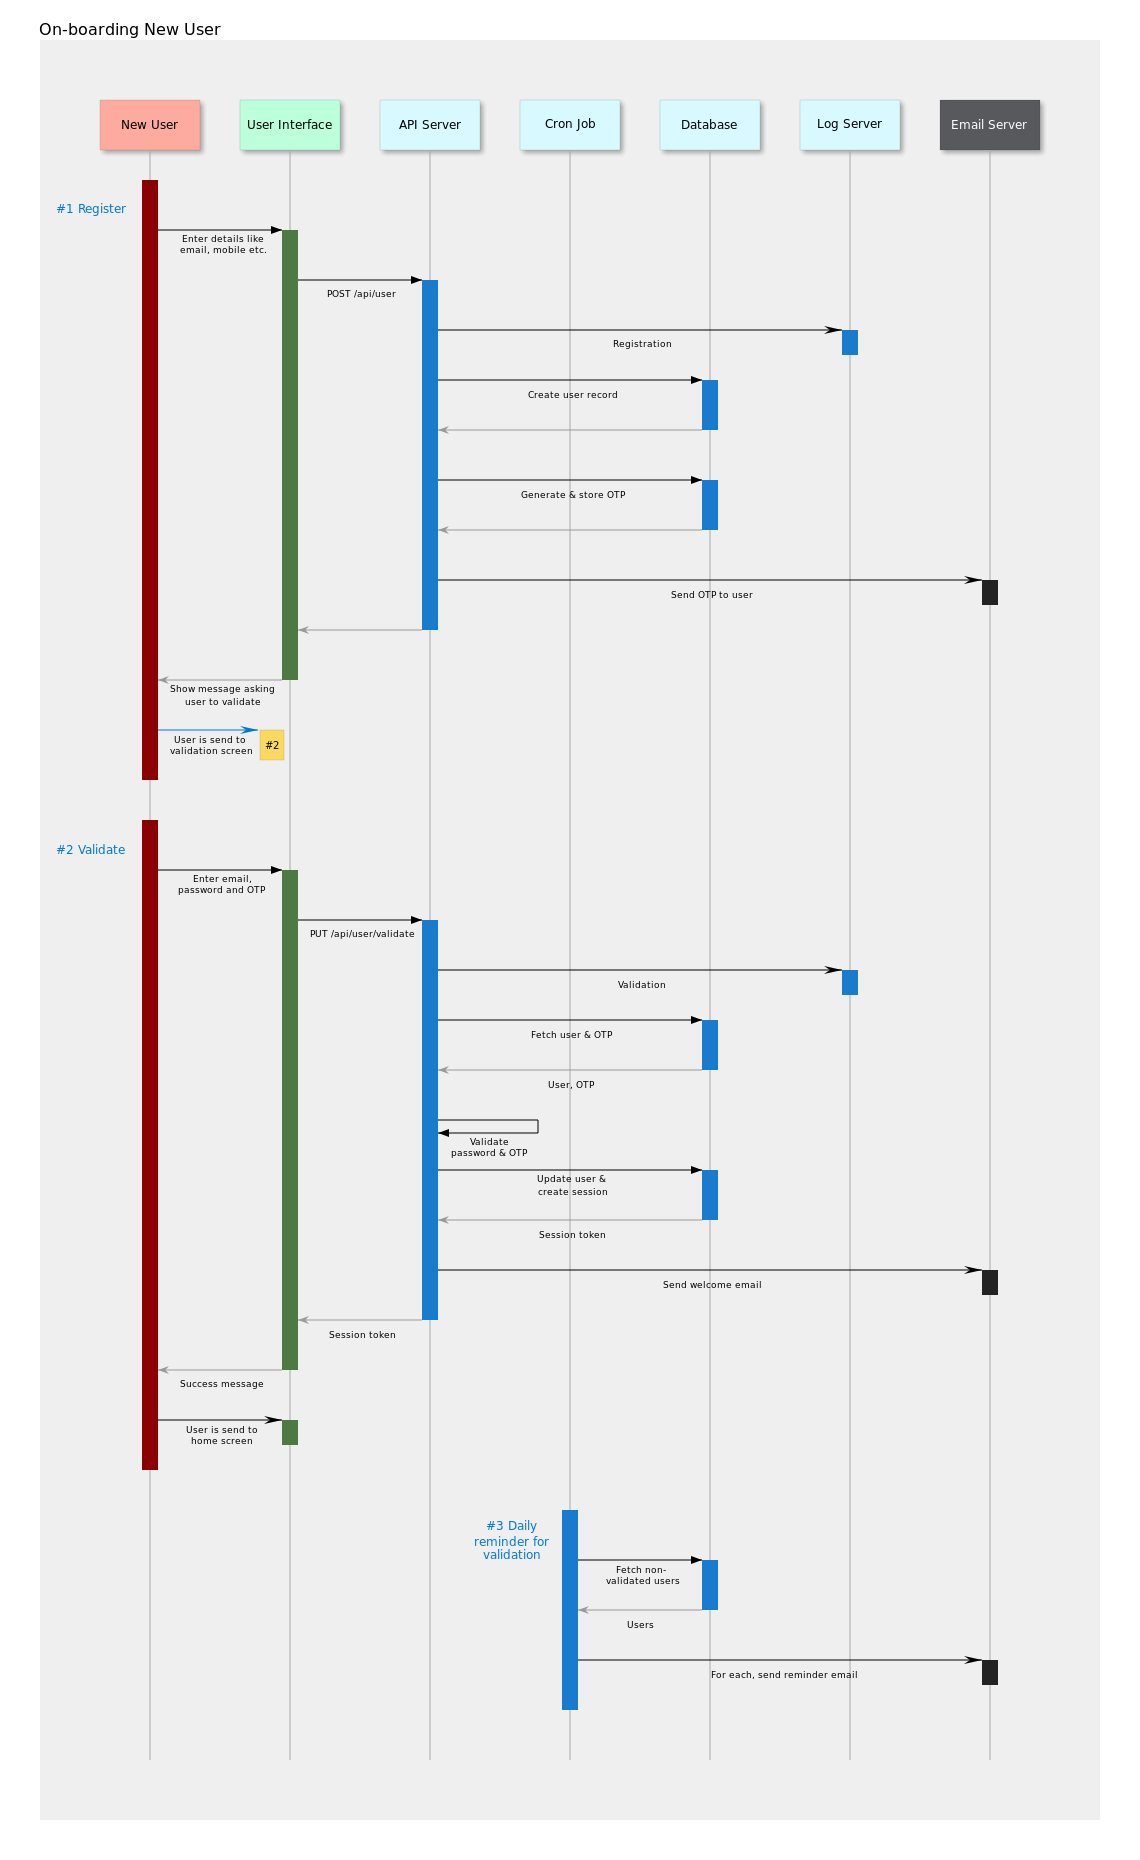 On-boarding New User
New User
User Interface
API Server
Cron Job
Database
Log Server
Email Server
#1 Register
Enter details like
email, mobile etc.
POST /api/user
Registration
Create user record
Generate & store OTP
Send OTP to user
Show message asking
user to validate
User is send to
validation screen
#2
#2 Validate
Enter email,
password and OTP
PUT /api/user/validate
Validation
Fetch user & OTP
User, OTP
Validate
password & OTP
Update user &
create session
Session token
Send welcome email
Session token
Success message
User is send to
home screen
#3 Daily
reminder for
validation
Fetch non-
validated users
Users
For each, send reminder email